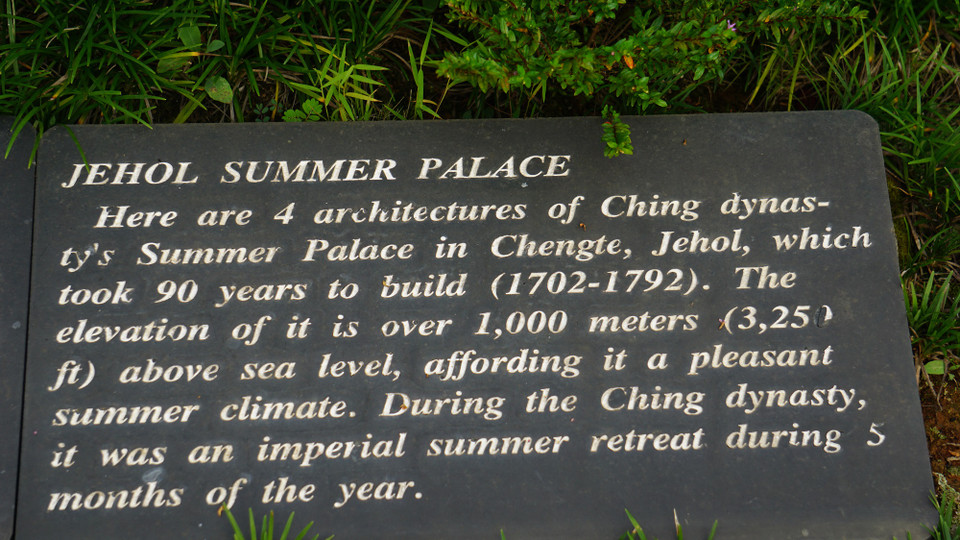 JEHOL SUMMER PALACE
Here are 4 architectures of Ching dynas-
ty's Summer Palace in Chengte, Jehol, which
took 90 years to build (1702-1792). The
elevation of it is over 1,000 meters (3,250
ft) above sea level, affording it a pleasant
summer climate. During the Ching dynasty,
it was an imperial summer retreat during 5
months of the year.